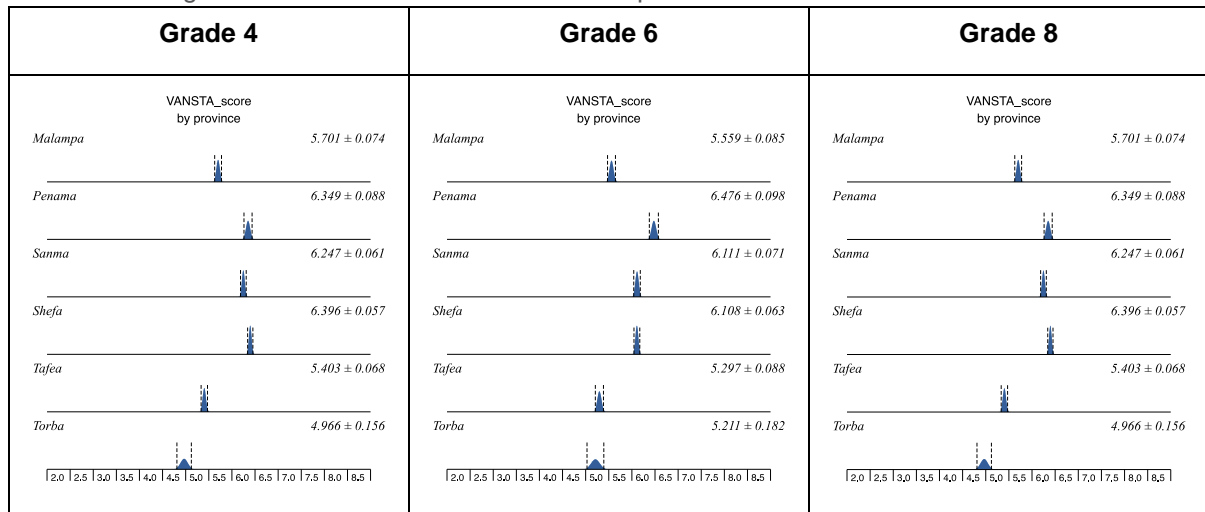 Grade 4
Grade 6
Grade 8
VANSTA_score
by province
Malampa 5.701 ± 0.074
Penama 6.349 ± 0.088
Sanma 6.247 ± 0.061
Shefa 6.396 ± 0.057
Tafea 5.403 ± 0.068
Torba 4.966 ± 0.156
2.0 2.5 3.0 3.5 4.0 4.5 5.0 5.5 6.0 6.5 7.0 7.5 8.0 8.5
VANSTA_score
by province
Malampa 5.559 ± 0.085
Penama 6.476 ± 0.098
Sanma 6.111 ± 0.071
Shefa 6.108 ± 0.063
Tafea 5.297 ± 0.088
Torba 5.211 ± 0.182
2.0 2.5 3.0 3.5 4.0 4.5 5.0 5.5 6.0 6.5 7.0 7.5 8.0 8.5
VANSTA_score
by province
Malampa 5.701 ± 0.074
Penama 6.349 ± 0.088
Sanma 6.247 ± 0.061
Shefa 6.396 ± 0.057
Tafea 5.403 ± 0.068
Torba 4.966 ± 0.156
2.0 2.5 3.0 3.5 4.0 4.5 5.0 5.5 6.0 6.5 7.0 7.5 8.0 8.5